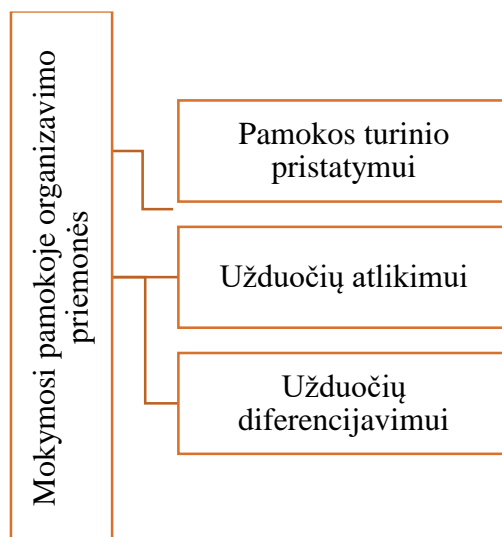 Mokymosi pamokoje organizavimo
priemonės
Pamokos turinio
pristatymui
Užduočių atlikimui
Užduočių
diferencijavimui